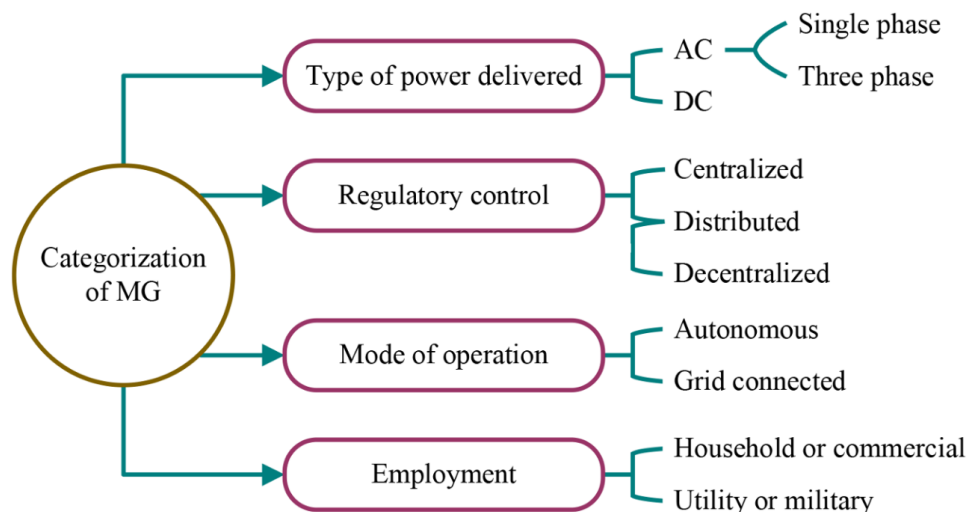 Categorization
of MG
Type of power delivered
AC
Single phase
Three phase
DC
Regulatory control
Centralized
Distributed
Decentralized
Mode of operation
Autonomous
Grid connected
Employment
Household or commercial
Utility or military